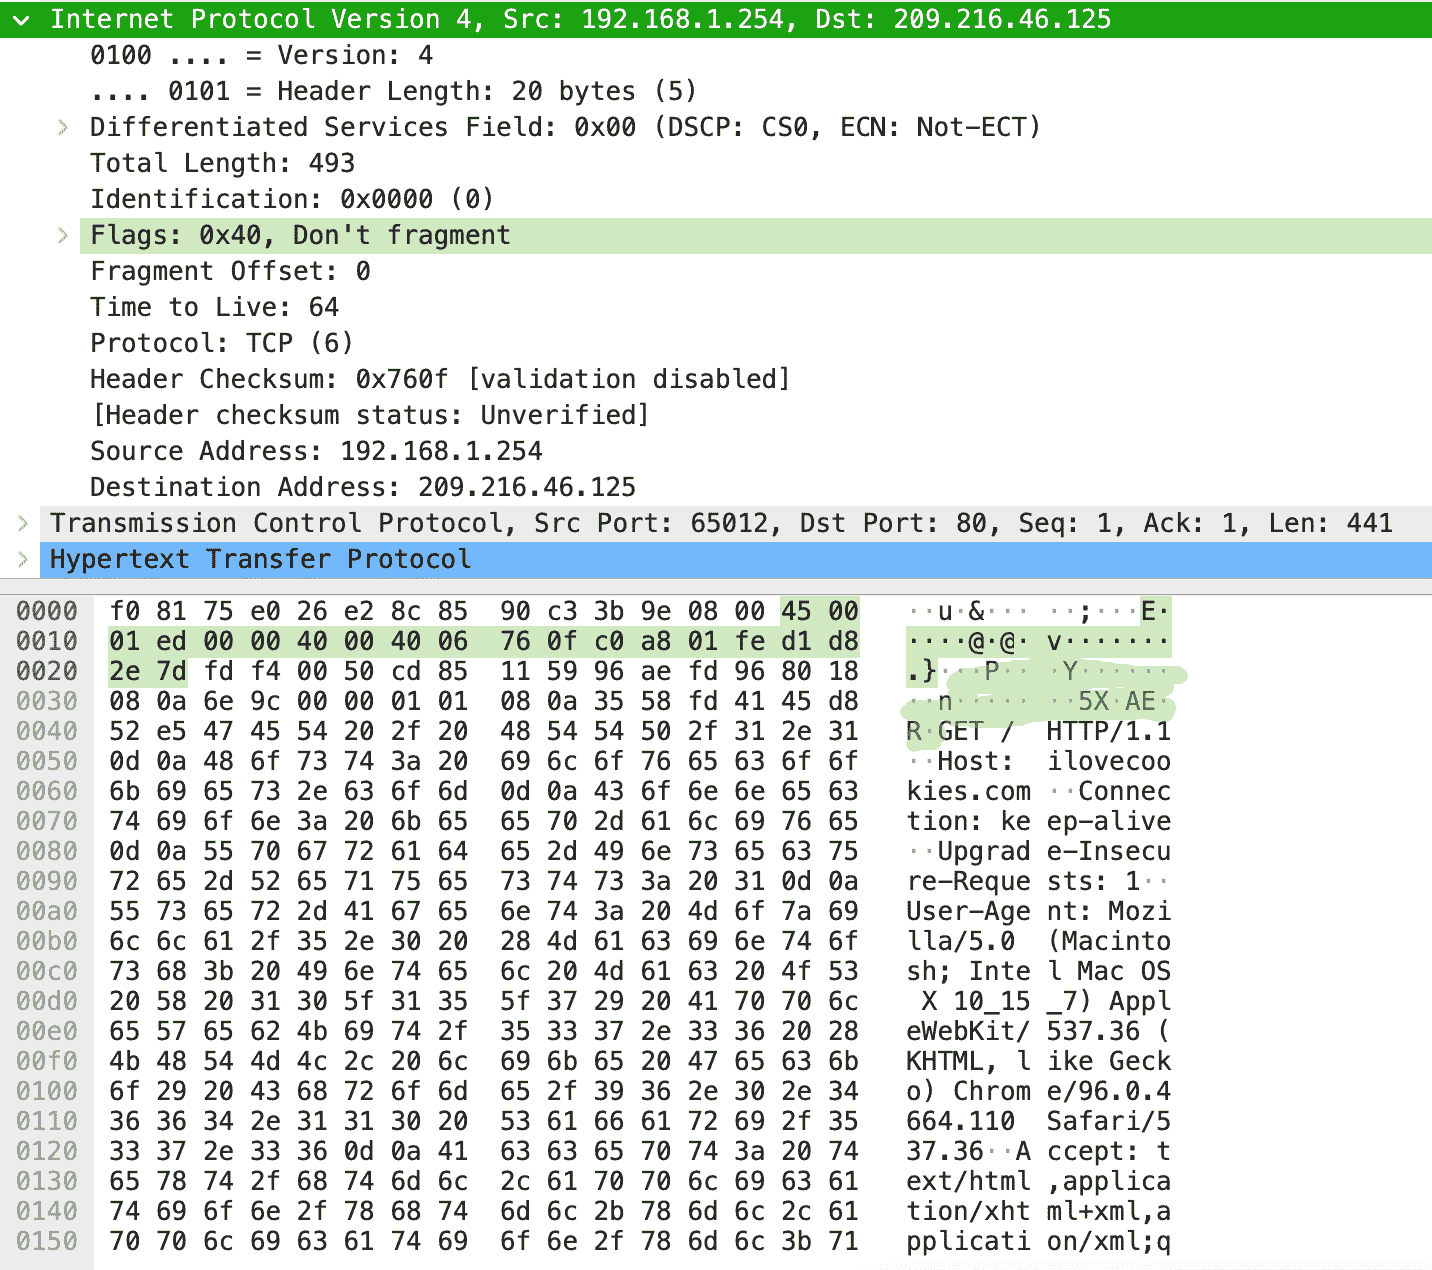 Internet Protocol Version 4, Src: 192.168.1.254, Dst: 209.216.46.125
0100 .... = Version: 4
.... 0101 = Header Length: 20 bytes (5)
Differentiated Services Field: 0x00 (DSCP: CS0, ECN: Not-ECT)
Total Length: 493
Identification: 0x0000 (0)
Flags: 0x40, Don't fragment
Fragment Offset: 0
Time to Live: 64
Protocol: TCP (6)
Header Checksum: 0x760f [validation disabled]
[Header checksum status: Unverified]
Source Address: 192.168.1.254
Destination Address: 209.216.46.125
Transmission Control Protocol, Src Port: 65012, Dst Port: 80, Seq: 1, Ack: 1, Len: 441
Hypertext Transfer Protocol
0000 f0 81 75 e0 26 e2 8c 85 90 c3 3b 9e 08 00 45 00 ··u·&··· ··;···E·
0010 01 ed 00 00 40 00 40 06 76 0f c0 a8 01 fe d1 d8 ····@·@· v·······
0020 2e 7d fd f4 00 50 cd 85 11 59 96 ae fd 96 80 18 .}···P·· ·Y······
0030 08 0a 6e 9c 00 00 01 01 08 0a 35 58 fd 41 45 d8 ··n····· ··5X·AE·
0040 52 e5 47 45 54 20 2f 20 48 54 54 50 2f 31 2e 31 R·GET / HTTP/1.1
0050 0d 0a 48 6f 73 74 3a 20 69 6c 6f 76 65 63 6f 6f ··Host: ilovecoo
0060 6b 69 65 73 2e 63 6f 6d 0d 0a 43 6f 6e 6e 65 63 kies.com ··Connec
0070 74 69 6f 6e 3a 20 6b 65 65 70 2d 61 6c 69 76 65 tion: ke ep-alive
0080 0d 0a 55 70 67 72 61 64 65 2d 49 6e 73 65 63 75 ··Upgrad e-Insecu
0090 72 65 2d 52 65 71 75 65 73 74 73 3a 20 31 0d 0a re-Reque sts: 1··
00a0 55 73 65 72 2d 41 67 65 6e 74 3a 20 4d 6f 7a 69 User-Age nt: Mozi
00b0 6c 6c 61 2f 35 2e 30 20 28 4d 61 63 69 6e 74 6f lla/5.0 (Macinto
00c0 73 68 3b 20 49 6e 74 65 6c 20 4d 61 63 20 4f 53 sh; Inte l Mac OS
00d0 20 58 20 31 30 5f 31 35 5f 37 29 20 41 70 70 6c X 10_15 _7) Appl
00e0 65 57 65 62 4b 69 74 2f 35 33 37 2e 33 36 20 28 eWebKit/ 537.36 (
00f0 4b 48 54 4d 4c 2c 20 6c 69 6b 65 20 47 65 63 6b KHTML, l ike Geck
0100 6f 29 20 43 68 72 6f 6d 65 2f 39 36 2e 30 2e 34 o) Chrom e/96.0.4
0110 36 36 34 2e 31 31 30 20 53 61 66 61 72 69 2f 35 664.110 Safari/5
0120 33 37 2e 33 36 0d 0a 41 63 63 65 70 74 3a 20 74 37.36··A ccept: t
0130 65 78 74 2f 68 74 6d 6c 2c 61 70 70 6c 69 63 61 ext/html ,applica
0140 74 69 6f 6e 2f 78 68 74 6d 6c 2b 78 6d 6c 2c 61 tion/xht ml+xml,a
0150 70 70 6c 69 63 61 74 69 6f 6e 2f 78 6d 6c 3b 71 pplicati on/xml;q